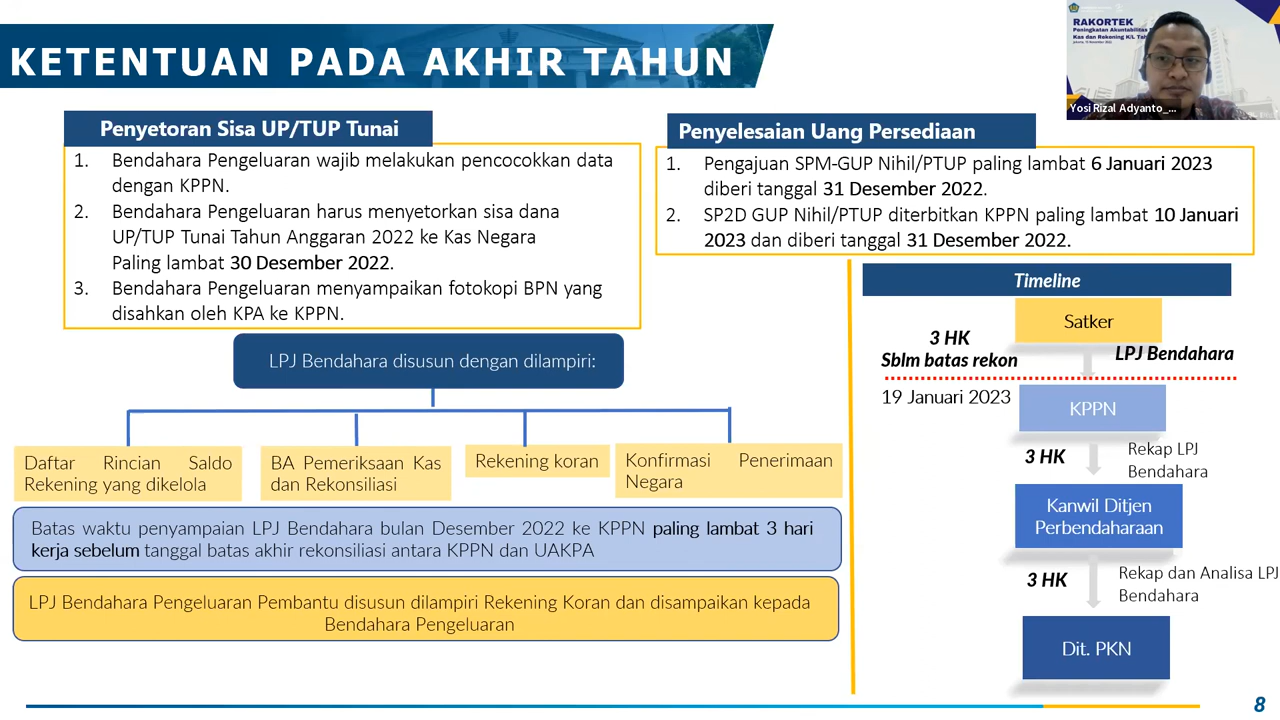 KETENTUAN PADA AKHIR TAHUN
RAKORTEK
Peningkatan Akuntabilitas
Kas dan Rekening K/L
Yosi Rizal Adyanto_...
Penyetoran Sisa UP/TUP Tunai
1. Bendahara Pengeluaran wajib melakukan pencocokkan data
dengan KPPN.
2. Bendahara Pengeluaran harus menyetorkan sisa dana
UP/TUP Tunai Tahun Anggaran 2022 ke Kas Negara
Paling lambat 30 Desember 2022.
3. Bendahara Pengeluaran menyampaikan fotokopi BPN yang
disahkan oleh KPA ke KPPN.
Penyelesaian Uang Persediaan
1. Pengajuan SPM-GUP Nihil/PTUP paling lambat 6 Januari 2023
diberi tanggal 31 Desember 2022.
2. SP2D GUP Nihil/PTUP diterbitkan KPPN paling lambat 10 Januari
2023 dan diberi tanggal 31 Desember 2022.
LPJ Bendahara disusun dengan dilampiri:
Daftar Rincian Saldo
Rekening yang dikelola
BA Pemeriksaan Kas
dan Rekonsiliasi
Rekening koran
Konfirmasi Penerimaan
Negara
Batas waktu penyampaian LPJ Bendahara bulan Desember 2022 ke KPPN paling lambat 3 hari
kerja sebelum tanggal batas akhir rekonsiliasi antara KPPN dan UAKPA
LPJ Bendahara Pengeluaran Pembantu disusun dilampiri Rekening Koran dan disampaikan kepada
Bendahara Pengeluaran
Timeline
Satker
3 HK
Sblm batas rekon
LPJ Bendahara
19 Januari 2023
KPPN
3 HK
Rekap LPJ
Bendahara
Kanwil Ditjen
Perbendaharaan
3 HK
Rekap dan Analisa LPJ
Bendahara
Dit. PKN
8